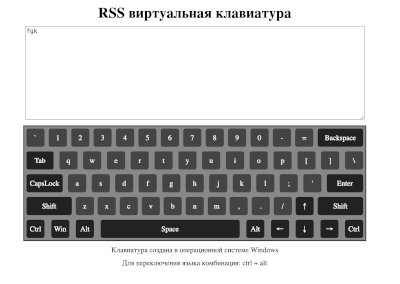 RSS виртуальная клавиатура
fgk
` 1 2 3 4 5 6 7 8 9 0 - = Backspace
Tab q w e r t y u i o p [ ] \
CapsLock a s d f g h j k l ; ' Enter
Shift z x c v b n m , . / ↑ Shift
Ctrl Win Alt Space Alt ← ↓ → Ctrl
Клавиатура создана в операционной системе Windows
Для переключения языка комбинация: ctrl + alt